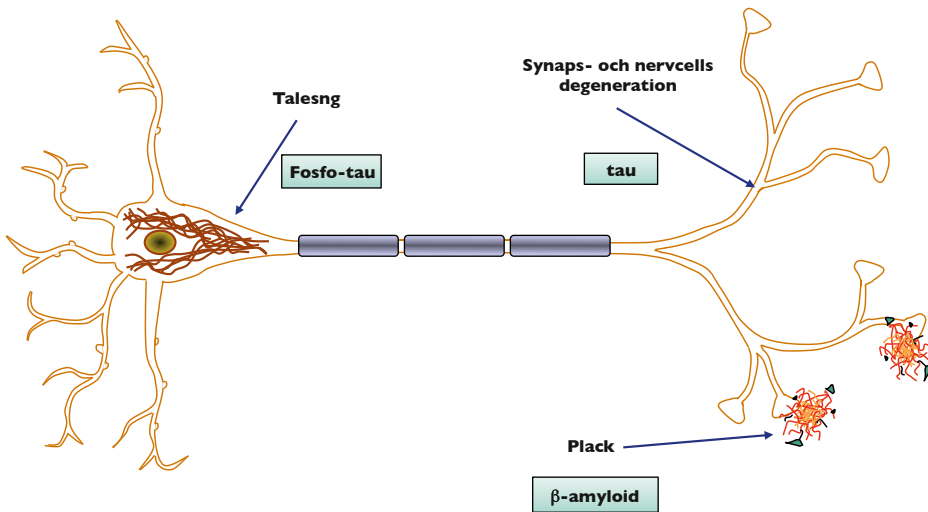 Synaps- och nervcells
degeneration
Talesng
Fosfo-tau
tau
Plack
β-amyloid